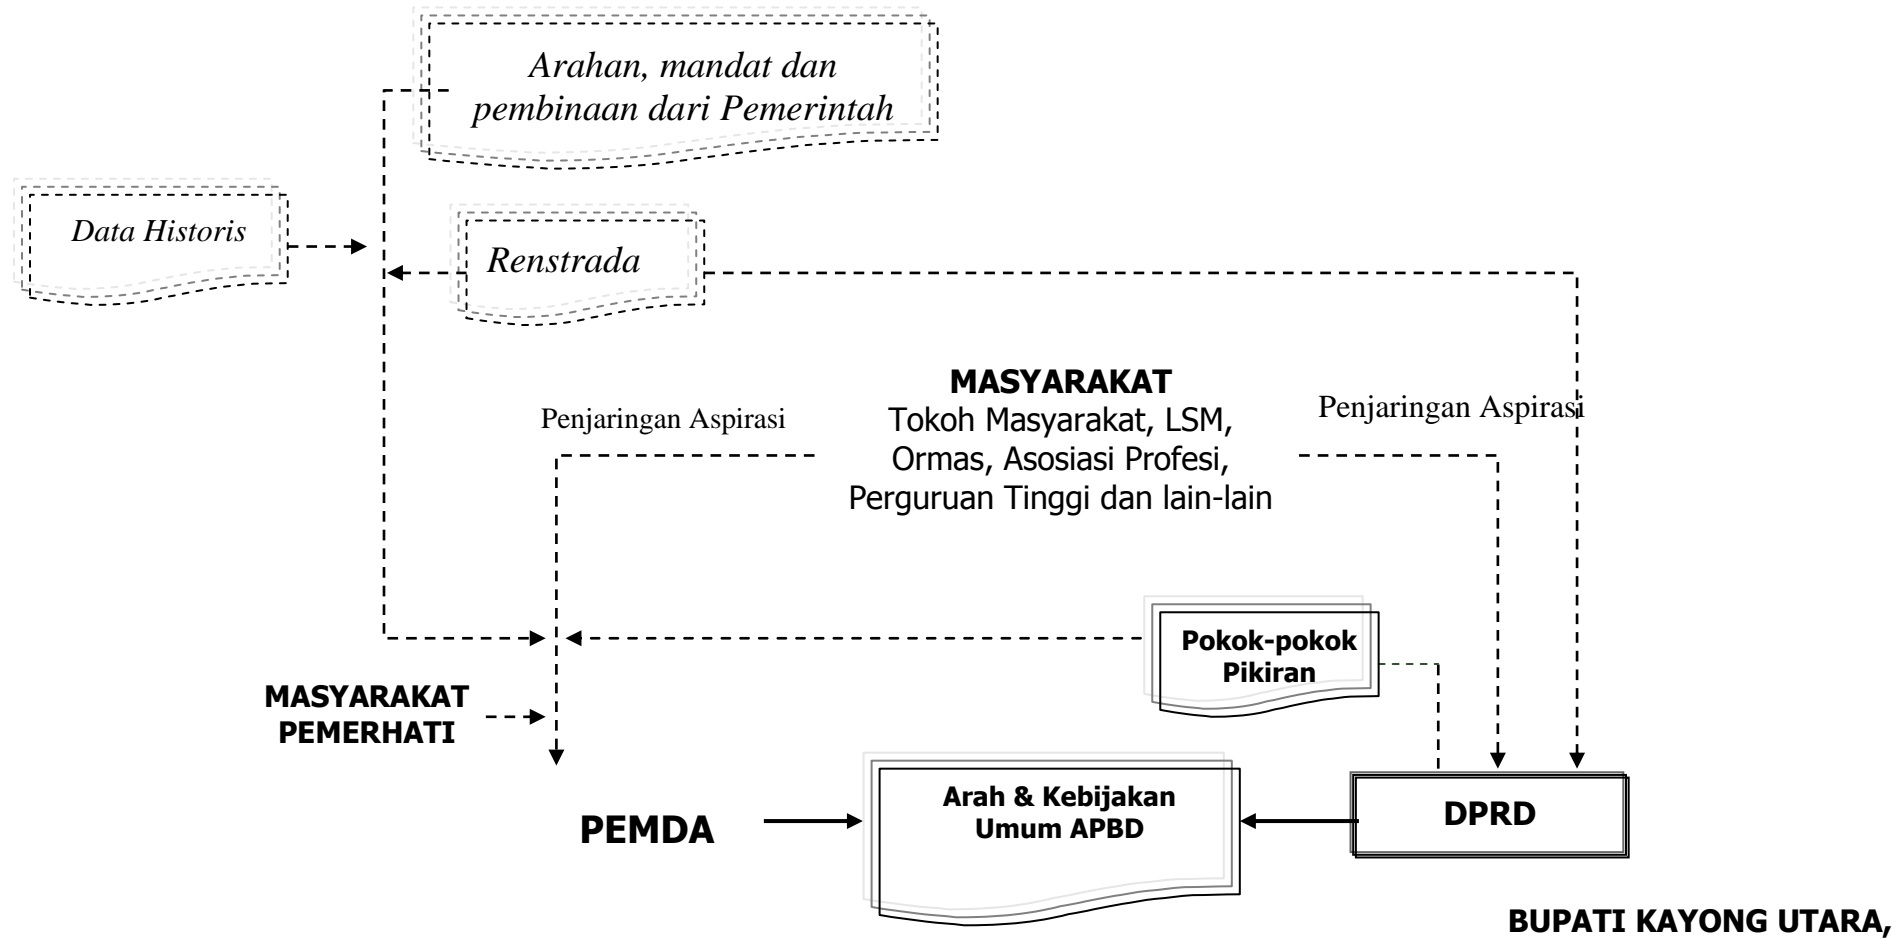 Arahan, mandat dan
pembinaan dari Pemerintah
Data Historis
Renstrada
MASYARAKAT
Tokoh Masyarakat, LSM,
Ormas, Asosiasi Profesi,
Perguruan Tinggi dan lain-lain
Penjaringan Aspirasi
Penjaringan Aspirasi
Pokok-pokok
Pikiran
MASYARAKAT
PEMERHATI
PEMDA
Arah & Kebijakan
Umum APBD
DPRD
BUPATI KAYONG UTARA,